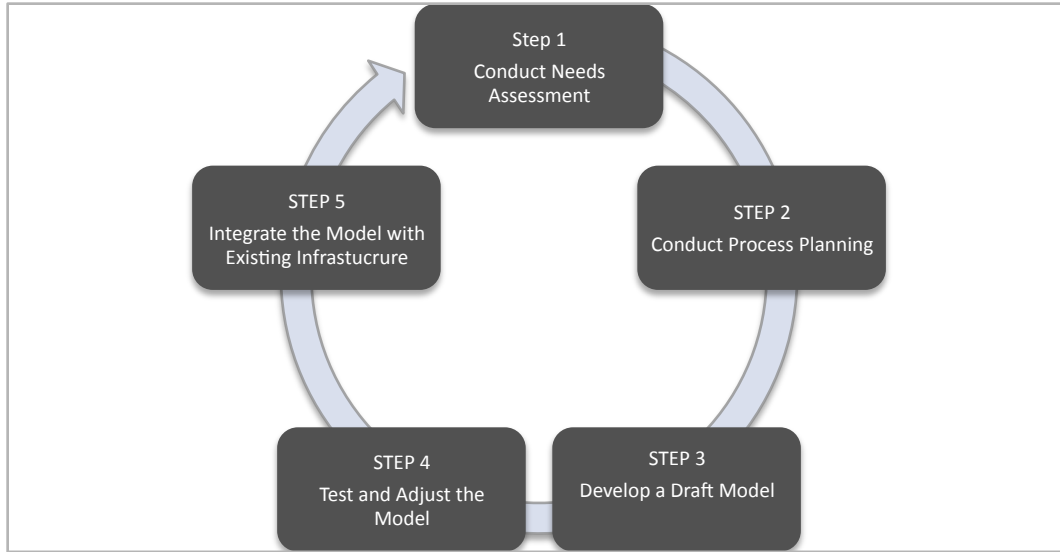 Step 1
Conduct Needs
Assessment
STEP 2
Conduct Process Planning
STEP 3
Develop a Draft Model
STEP 4
Test and Adjust the
Model
STEP 5
Integrate the Model with
Existing Infrastucrure